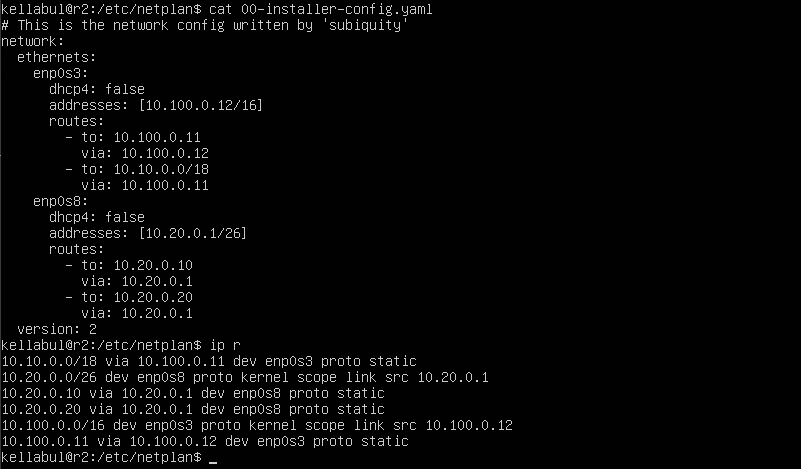 kellabul@r2:/etc/netplan$ cat 00-installer-config.yaml
# This is the network config written by 'subiquity'
network:
  ethernets:
    enp0s3:
      dhcp4: false
      addresses: [10.100.0.12/16]
      routes:
        - to: 10.100.0.11
          via: 10.100.0.12
        - to: 10.10.0.0/18
          via: 10.100.0.11
    enp0s8:
      dhcp4: false
      addresses: [10.20.0.1/26]
      routes:
        - to: 10.20.0.10
          via: 10.20.0.1
        - to: 10.20.0.20
          via: 10.20.0.1
  version: 2
kellabul@r2:/etc/netplan$ ip r
10.10.0.0/18 via 10.100.0.11 dev enp0s3 proto static
10.20.0.0/26 dev enp0s8 proto kernel scope link src 10.20.0.1
10.20.0.10 via 10.20.0.1 dev enp0s8 proto static
10.20.0.20 via 10.20.0.1 dev enp0s8 proto static
10.100.0.0/16 dev enp0s3 proto kernel scope link src 10.100.0.12
10.100.0.11 via 10.100.0.12 dev enp0s3 proto static
kellabul@r2:/etc/netplan$ _